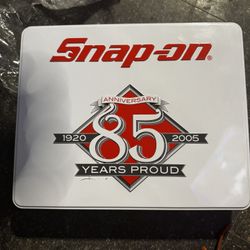 Snap-on®
ANNIVERSARY
1920 85 2005
YEARS PROUD